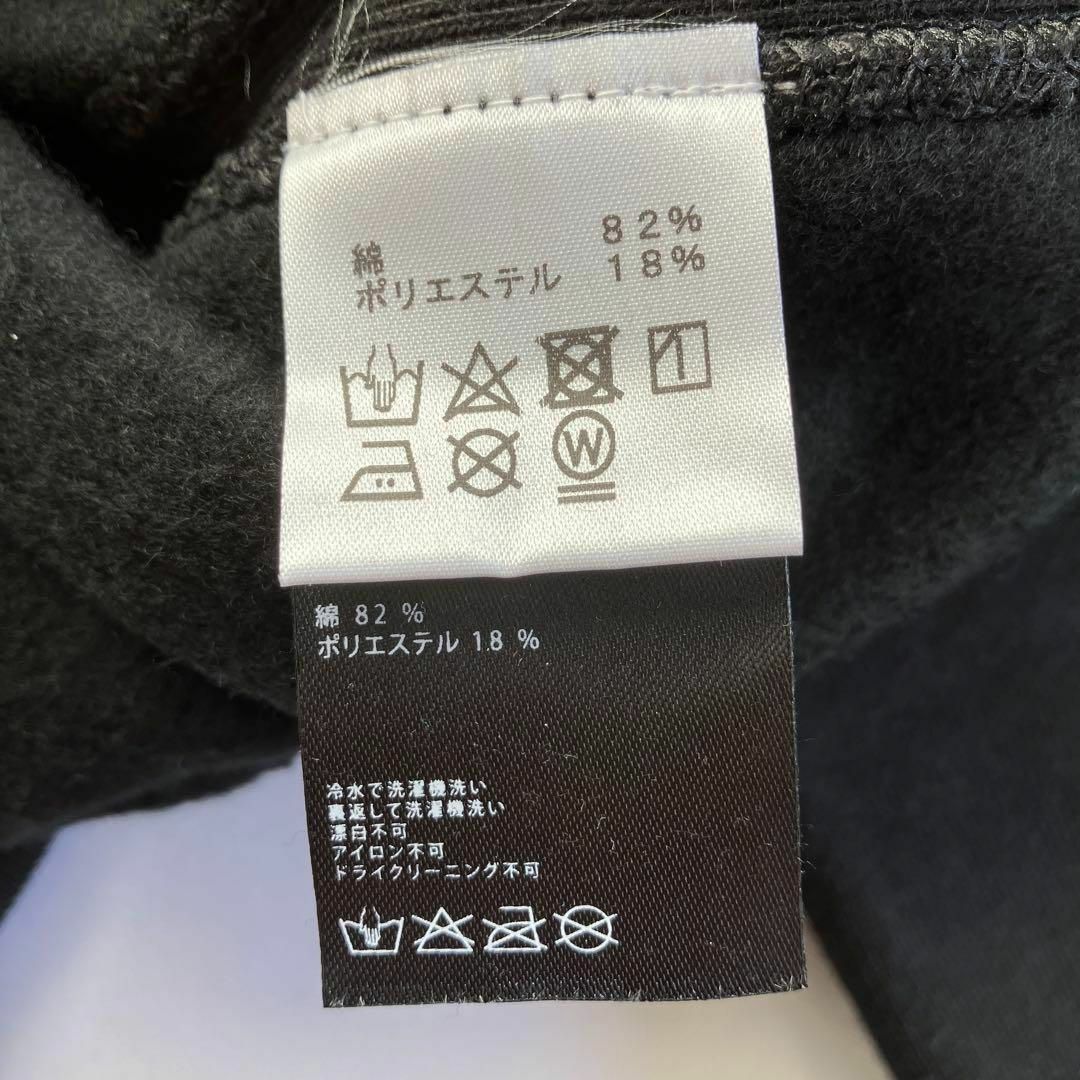 綿 82%
ポリエステル 18%
W
綿 82 %
ポリエステル 18 %
冷水で洗濯機洗い
裏返して洗濯機洗い
漂白不可
アイロン不可
ドライクリーニング不可